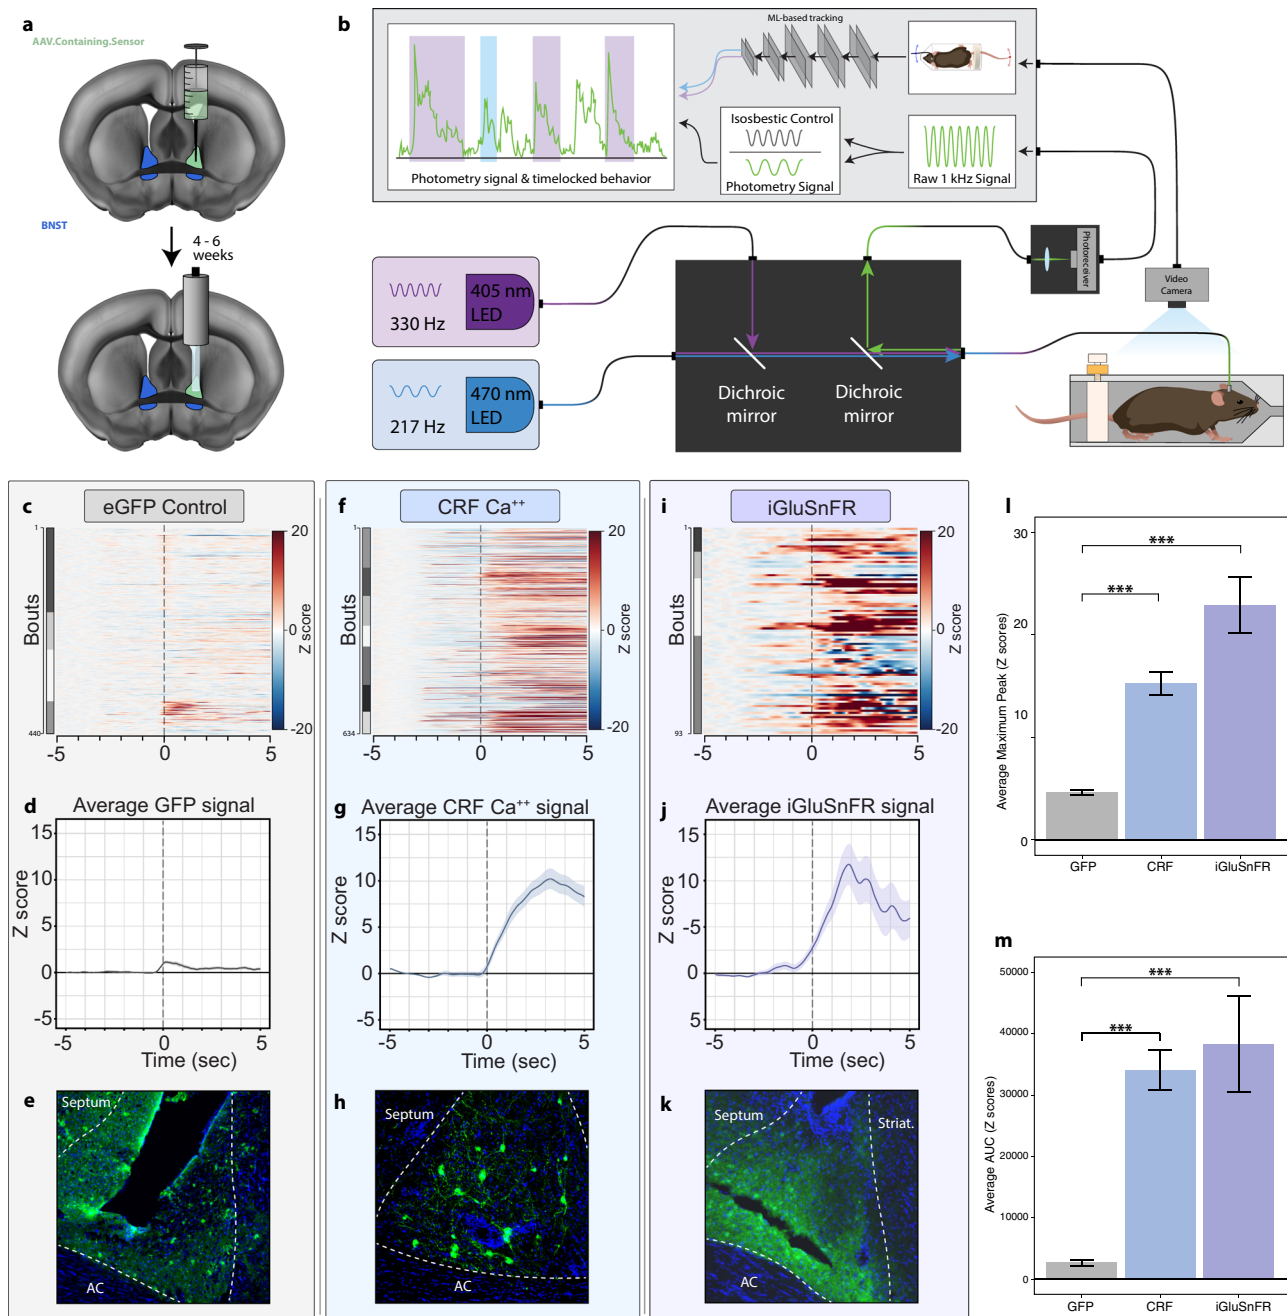 a
AAV.Containing.Sensor
BNST
4 - 6
weeks
b
ML-based tracking
Isosbestic Control
Photometry Signal
Raw 1 kHz Signal
Photometry signal & timelocked behavior
330 Hz
405 nm
LED
217 Hz
470 nm
LED
Dichroic
mirror
Dichroic
mirror
Photoreceiver
Video
Camera
c
eGFP Control
1
Bouts
440
-5
0
5
20
0
-20
Z score
d
Average GFP signal
15
10
5
0
-5
Z score
-5
0
5
Time (sec)
e
Septum
AC
f
CRF Ca⁺⁺
1
Bouts
634
-5
0
5
20
0
-20
Z score
g
Average CRF Ca⁺⁺ signal
15
10
5
0
-5
Z score
-5
0
5
Time (sec)
h
Septum
AC
i
iGluSnFR
1
Bouts
93
-5
0
5
20
0
-20
Z score
j
Average iGluSnFR signal
15
10
-5
0
5
Z score
-5
0
5
Time (sec)
k
Septum
Striat.
AC
l
30
20
10
0
Average Maximum Peak (Z scores)
***
***
GFP
CRF
iGluSnFR
m
50000
40000
30000
20000
10000
0
Average AUC (Z scores)
***
***
GFP
CRF
iGluSnFR